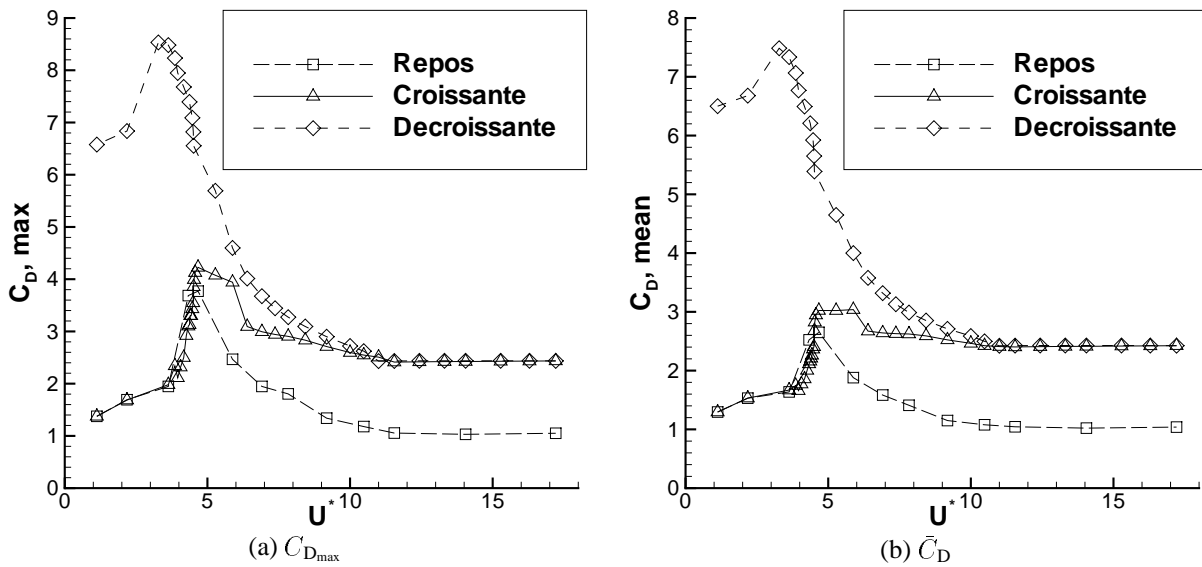 9
8
7
6
5
4
3
2
1
0
0
5
10
15
C_D, max
U*
Repos
Croissante
Decroissante
(a) C_Dmax
8
7
6
5
4
3
2
1
0
0
5
10
15
C_D, mean
U*
Repos
Croissante
Decroissante
(b) C̄_D